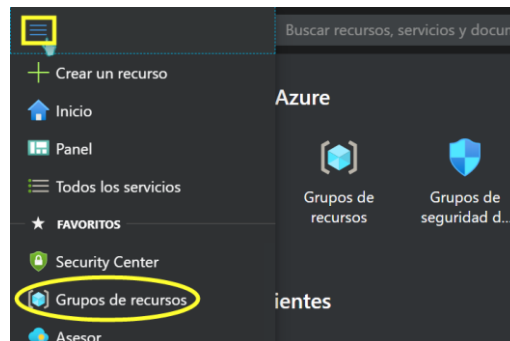 Buscar recursos, servicios y docu
Crear un recurso
Inicio
Panel
Todos los servicios
FAVORITOS
Security Center
Grupos de recursos
Asesor
Azure
Grupos de
recursos
Grupos de
seguridad d...
ientes